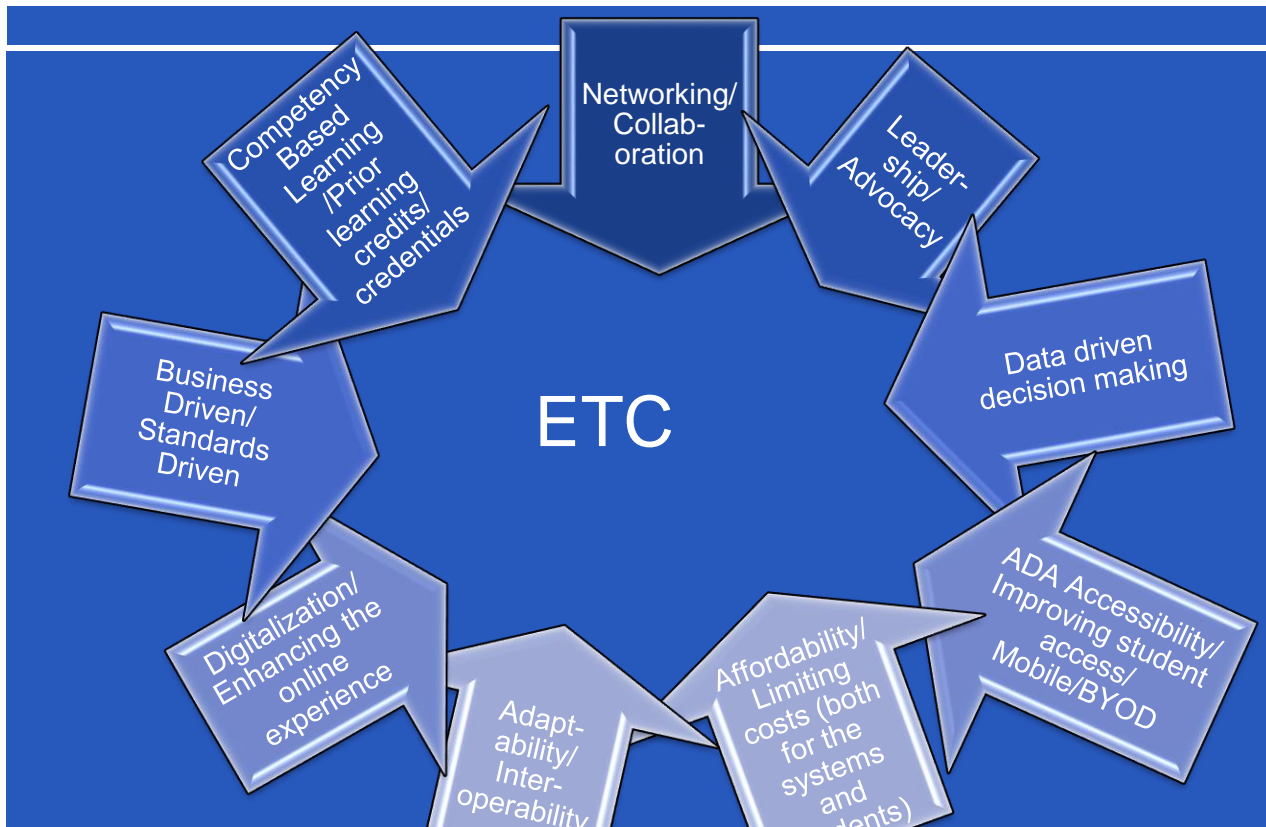 Networking/
Collab-
oration
Leader-
ship/
Advocacy
Data driven
decision making
ADA Accessibility/
Improving student
access/
Mobile/BYOD
Affordability/
Limiting
costs (both
for the
systems
and
Adapt-
ability/
Inter-
operability
Digitalization/
Enhancing the
online
experience
Business
Driven/
Standards
Driven
Competency
Based
Learning
/Prior
learning
credits/
credentials
ETC